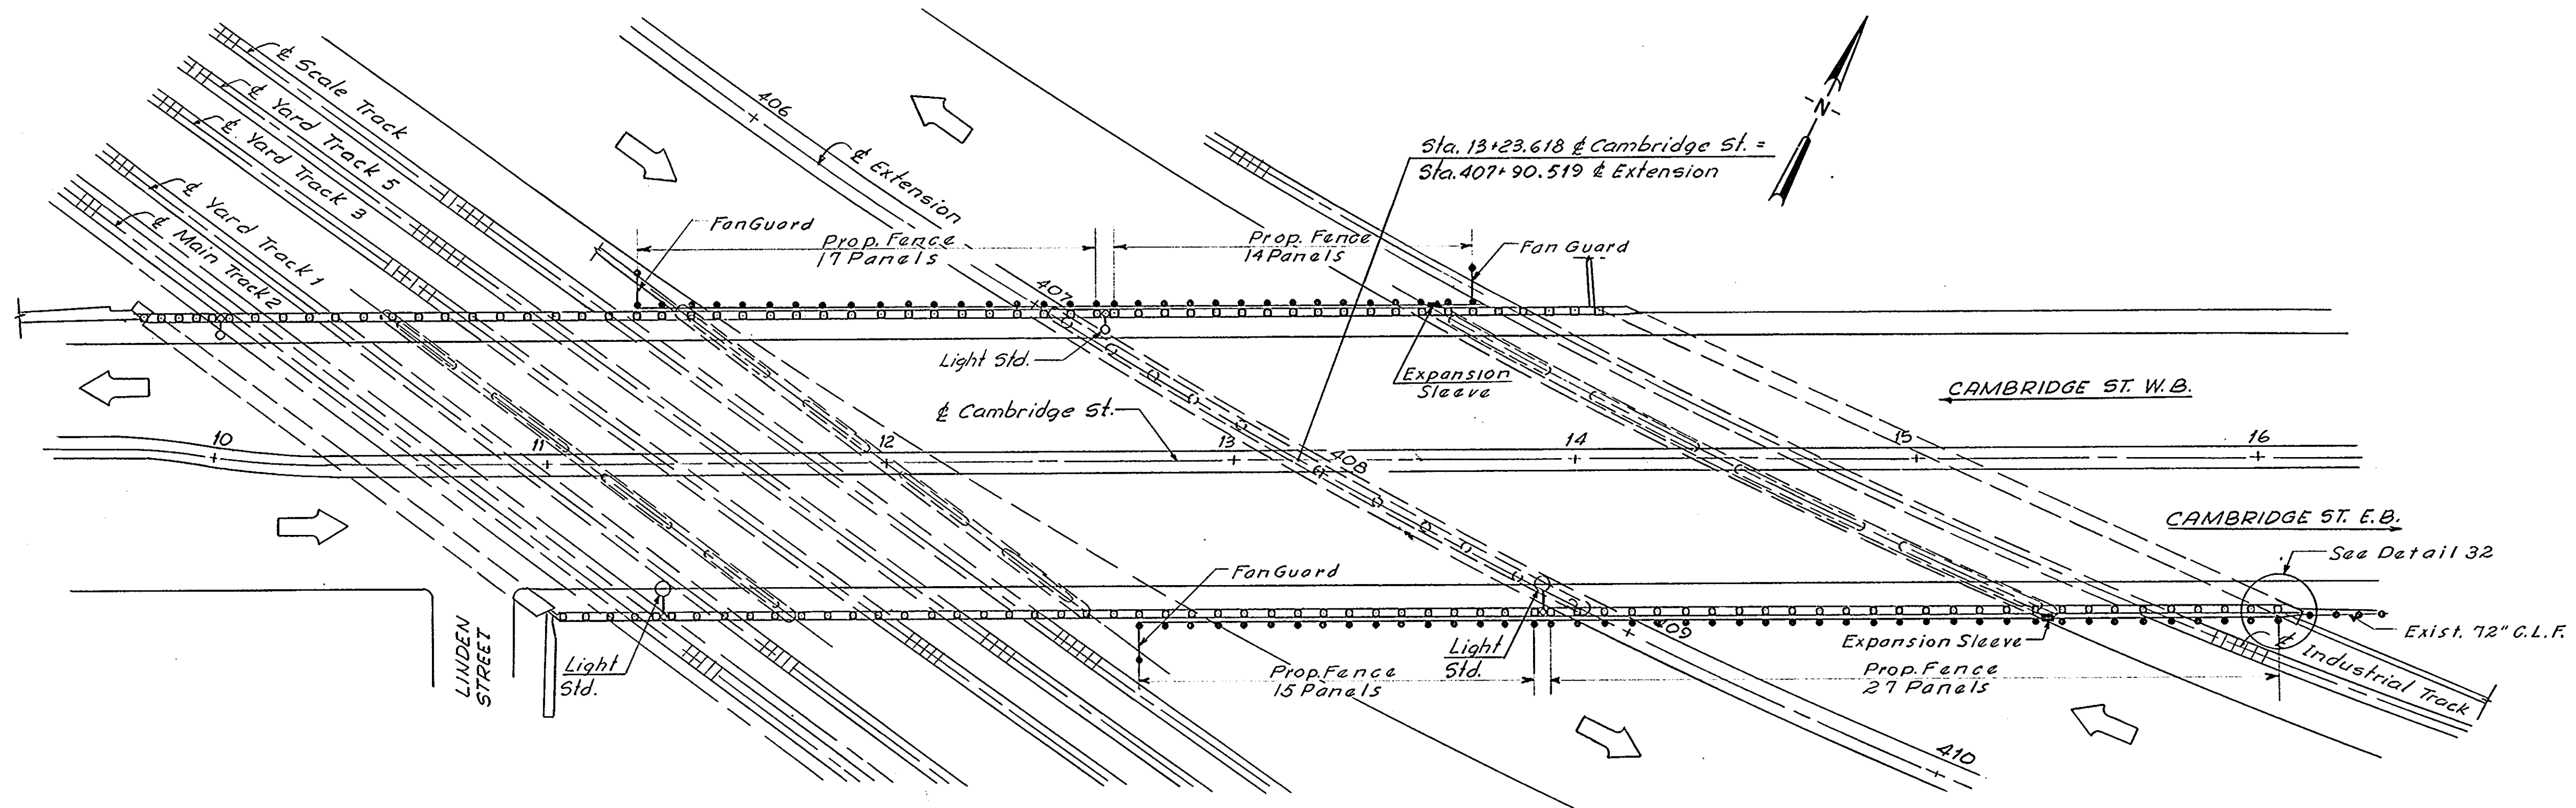 ℄ Scale Track
℄ Yard Track 5
℄ Yard Track 3
℄ Yard Track 1
℄ Main Track 2
406
℄ Extension
N
Sta. 13+23.618 ℄ Cambridge St. =
Sta. 407+90.519 ℄ Extension
Fan Guard
Prop. Fence
17 Panels
Prop. Fence
14 Panels
Fan Guard
407
Light Std.
Expansion
Sleeve
CAMBRIDGE ST. W.B.
℄ Cambridge St.
10
11
12
13
408
14
15
16
CAMBRIDGE ST. E.B.
See Detail 32
Fan Guard
LINDEN
STREET
Light
Std.
Prop. Fence
15 Panels
Light
Std.
409
Expansion Sleeve
Prop. Fence
27 Panels
Exist. 72" C.L.F.
℄ Industrial Track
410